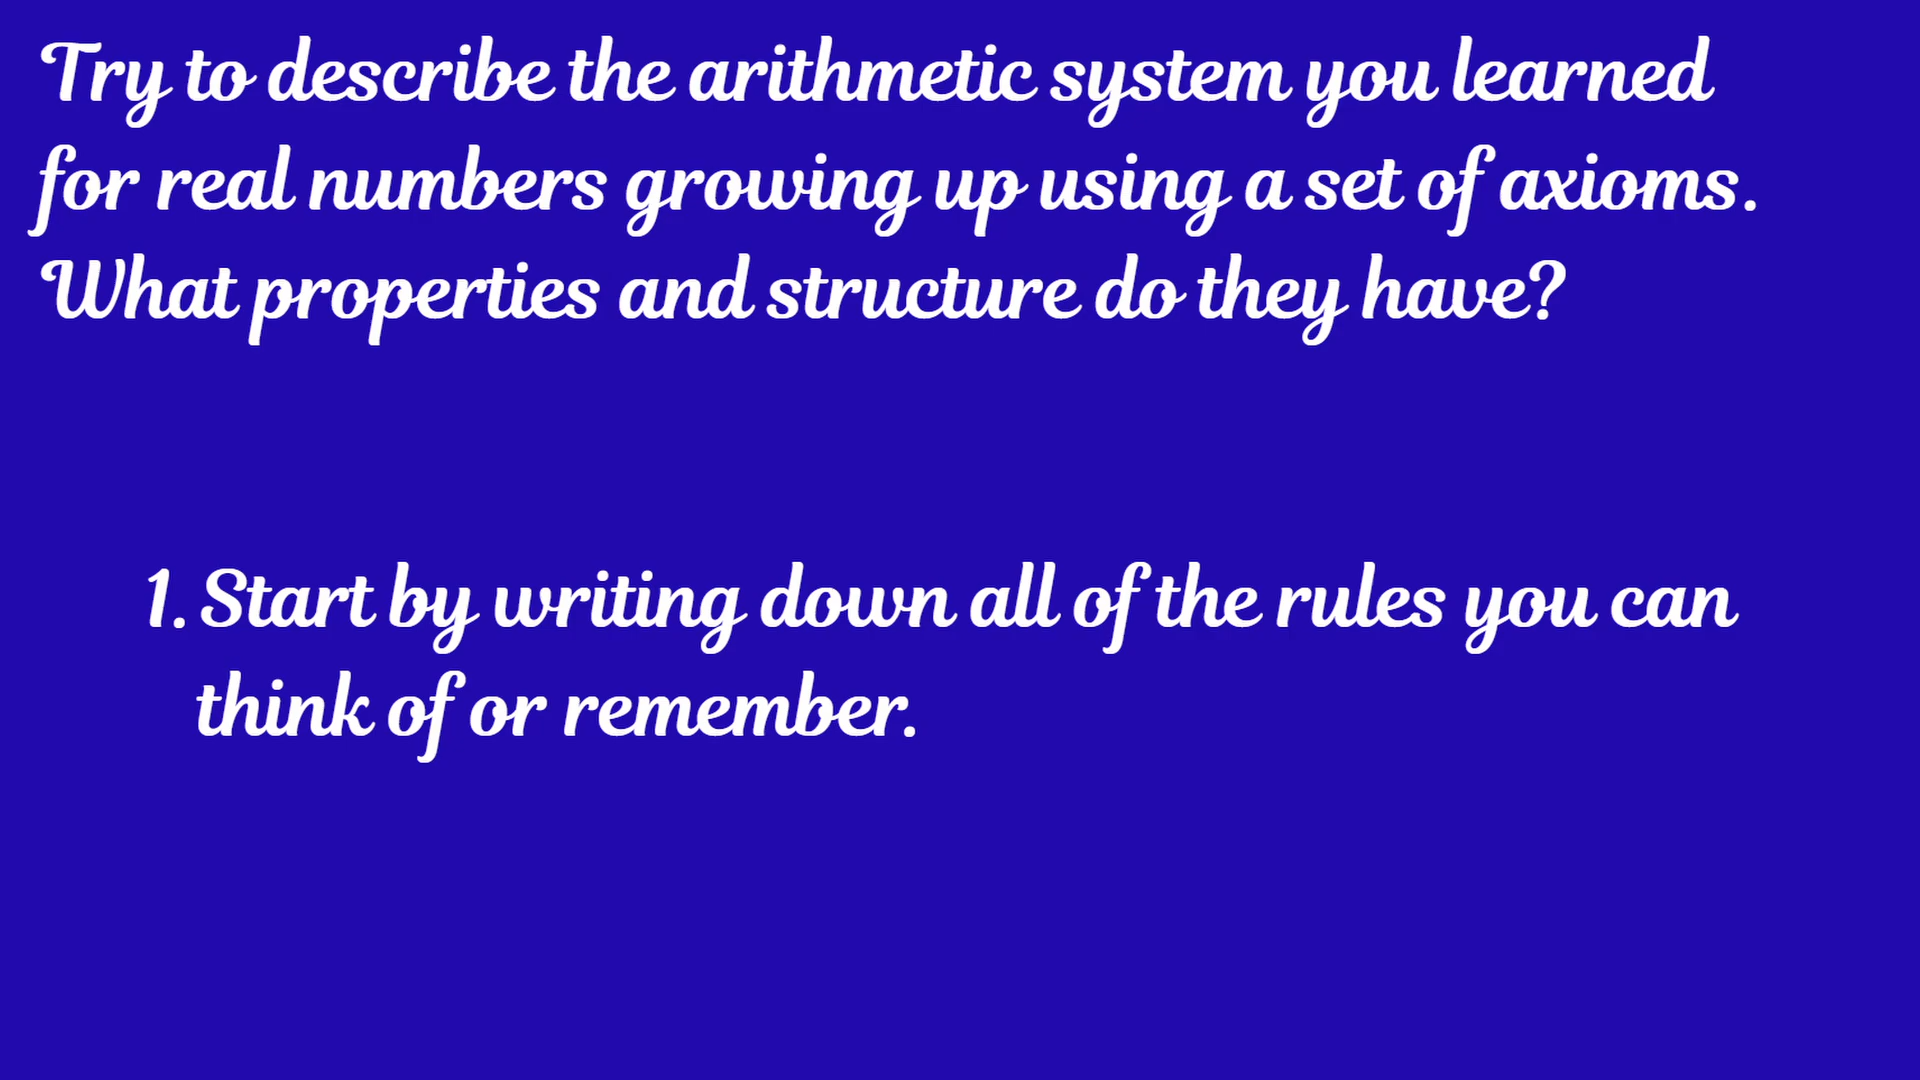 Try to describe the arithmetic system you learned
for real numbers growing up using a set of axioms.
What properties and structure do they have?
1. Start by writing down all of the rules you can
think of or remember.